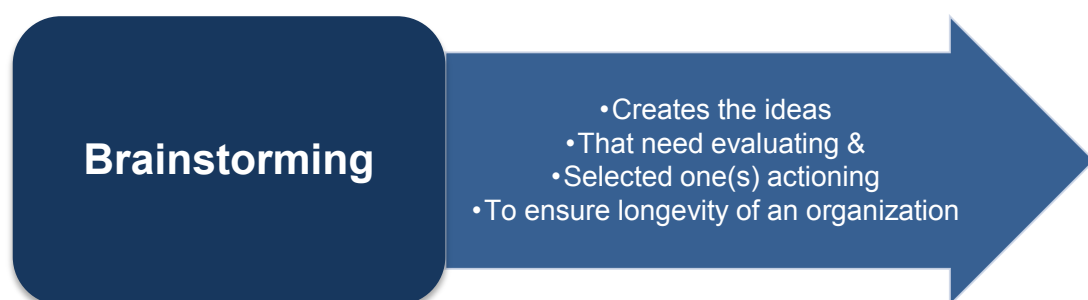 Brainstorming
•Creates the ideas
•That need evaluating &
•Selected one(s) actioning
•To ensure longevity of an organization